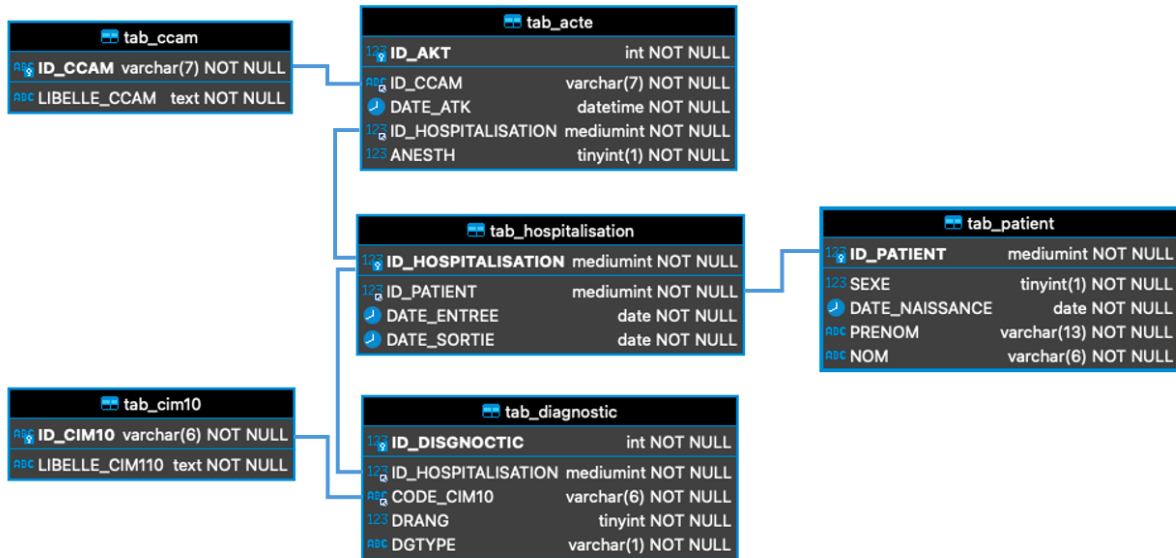 tab_ccam
ID_CCAM varchar(7) NOT NULL
LIBELLE_CCAM text NOT NULL
tab_acte
ID_AKT int NOT NULL
ID_CCAM varchar(7) NOT NULL
DATE_ATK datetime NOT NULL
ID_HOSPITALISATION mediumint NOT NULL
ANESTH tinyint(1) NOT NULL
tab_hospitalisation
ID_HOSPITALISATION mediumint NOT NULL
ID_PATIENT mediumint NOT NULL
DATE_ENTREE date NOT NULL
DATE_SORTIE date NOT NULL
tab_patient
ID_PATIENT mediumint NOT NULL
SEXE tinyint(1) NOT NULL
DATE_NAISSANCE date NOT NULL
PRENOM varchar(13) NOT NULL
NOM varchar(6) NOT NULL
tab_cim10
ID_CIM10 varchar(6) NOT NULL
LIBELLE_CIM110 text NOT NULL
tab_diagnostic
ID_DISGNOCTIC int NOT NULL
ID_HOSPITALISATION mediumint NOT NULL
CODE_CIM10 varchar(6) NOT NULL
DRANG tinyint NOT NULL
DGTYPE varchar(1) NOT NULL